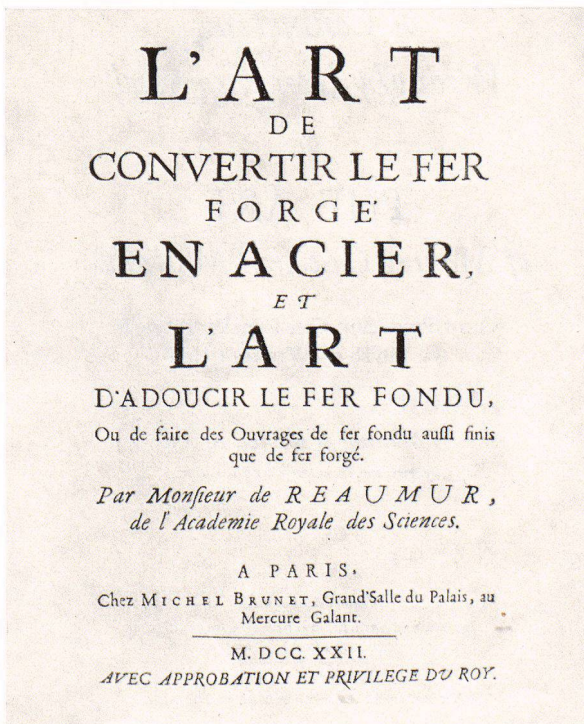 L'ART
DE
CONVERTIR LE FER
FORGE'
EN ACIER,
ET
L'ART
D'ADOUCIR LE FER FONDU,
Ou de faire des Ouvrages de fer fondu auſſi finis
que de fer forgé.
Par Monſieur de REAUMUR,
de l'Academie Royale des Sciences.
A PARIS,
Chez MICHEL BRUNET, Grand'Salle du Palais, au
Mercure Galant.
M. DCC. XXII.
AVEC APPROBATION ET PRIVILEGE DV ROY.